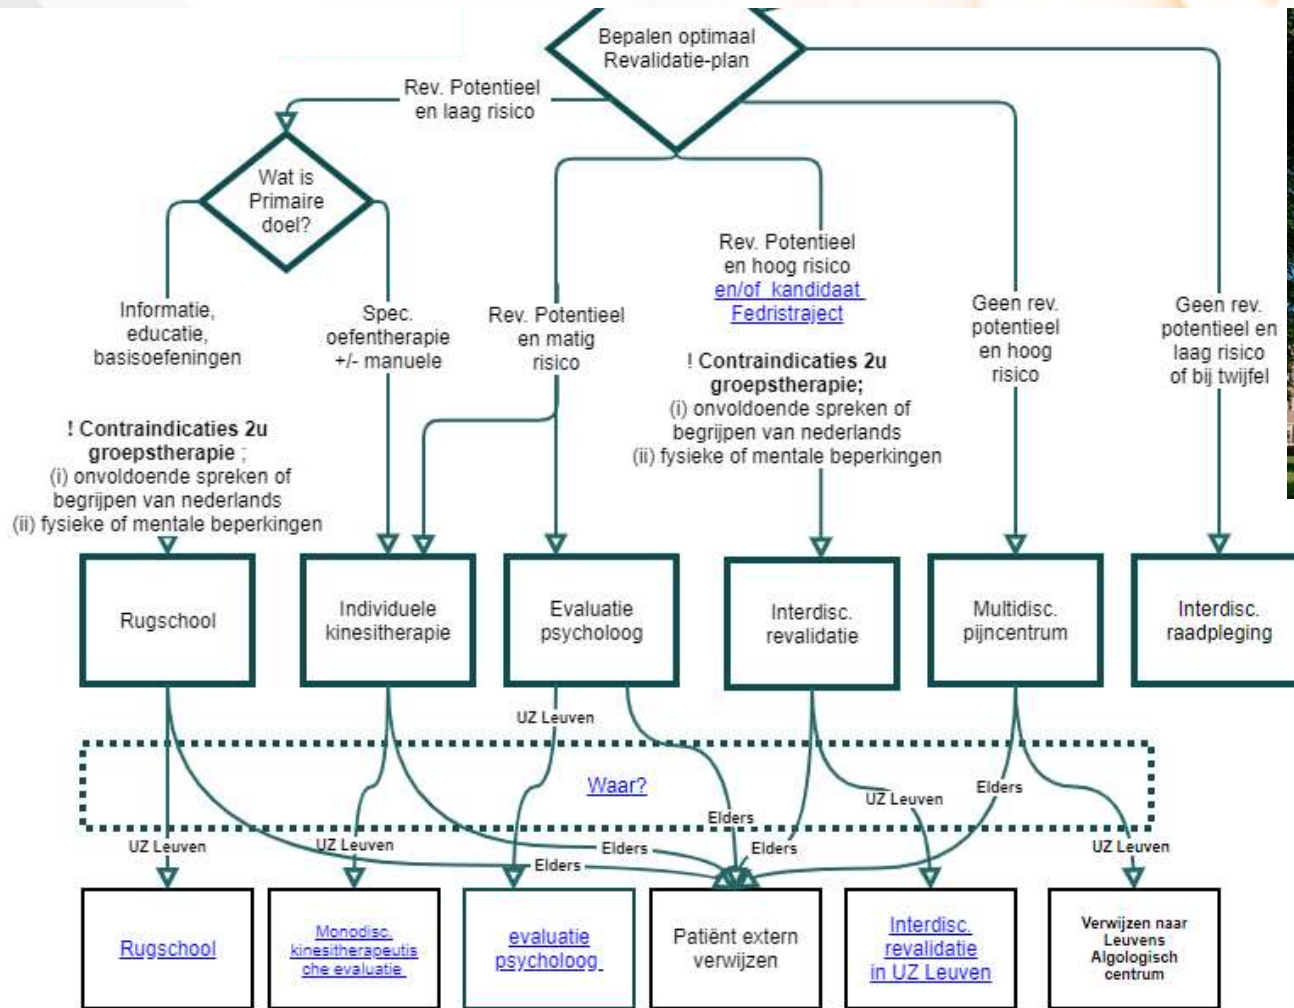 Bepalen optimaal
Revalidatie-plan
Rev. Potentieel
en laag risico
Wat is
Primaire
doel?
Informatie,
educatie,
basisoefeningen
Spec.
oefentherapie
+/- manuele
Rev. Potentieel
en matig
risico
Rev. Potentieel
en hoog risico
en/of kandidaat
Fedristraject
Geen rev.
potentieel
en hoog
risico
Geen rev.
potentieel en
laag risico
of bij twijfel
! Contraindicaties 2u
groepstherapie ;
(i) onvoldoende spreken of
begrijpen van nederlands
(ii) fysieke of mentale beperkingen
! Contraindicaties 2u
groepstherapie;
(i) onvoldoende spreken of
begrijpen van nederlands
(ii) fysieke of mentale beperkingen
Rugschool
Individuele
kinesitherapie
Evaluatie
psycholoog
Interdisc.
revalidatie
Multidisc.
pijncentrum
Interdisc.
raadpleging
UZ Leuven
Waar?
UZ Leuven
Elders
Elders
UZ Leuven
UZ Leuven
Elders
Elders
UZ Leuven
Elders
Rugschool
Monodisc.
kinesitherapeutis
che evaluatie
evaluatie
psycholoog
Patiënt extern
verwijzen
Interdisc.
revalidatie
in UZ Leuven
Verwijzen naar
Leuvens
Algologisch
centrum